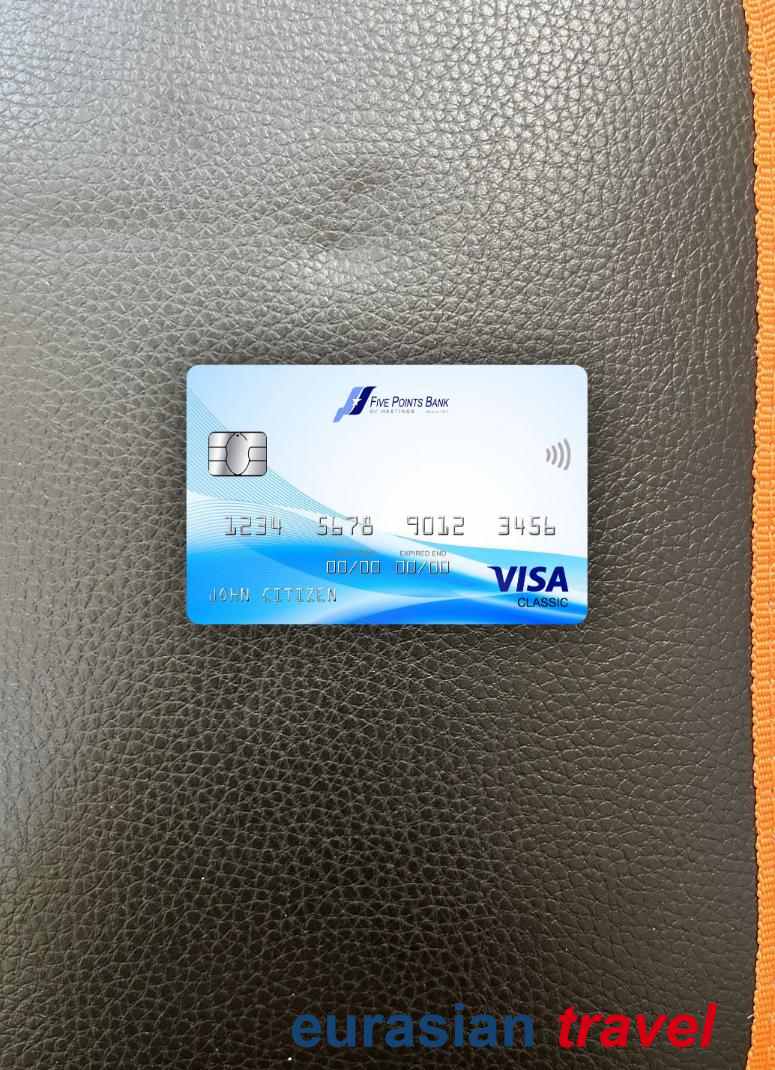 FIVE POINTS BANK
OF HASTINGS
1234 5678 9012 3456
EXPIRED END
00/00 00/00
VISA
JOHN CITIZEN
CLASSIC
eurasian travel